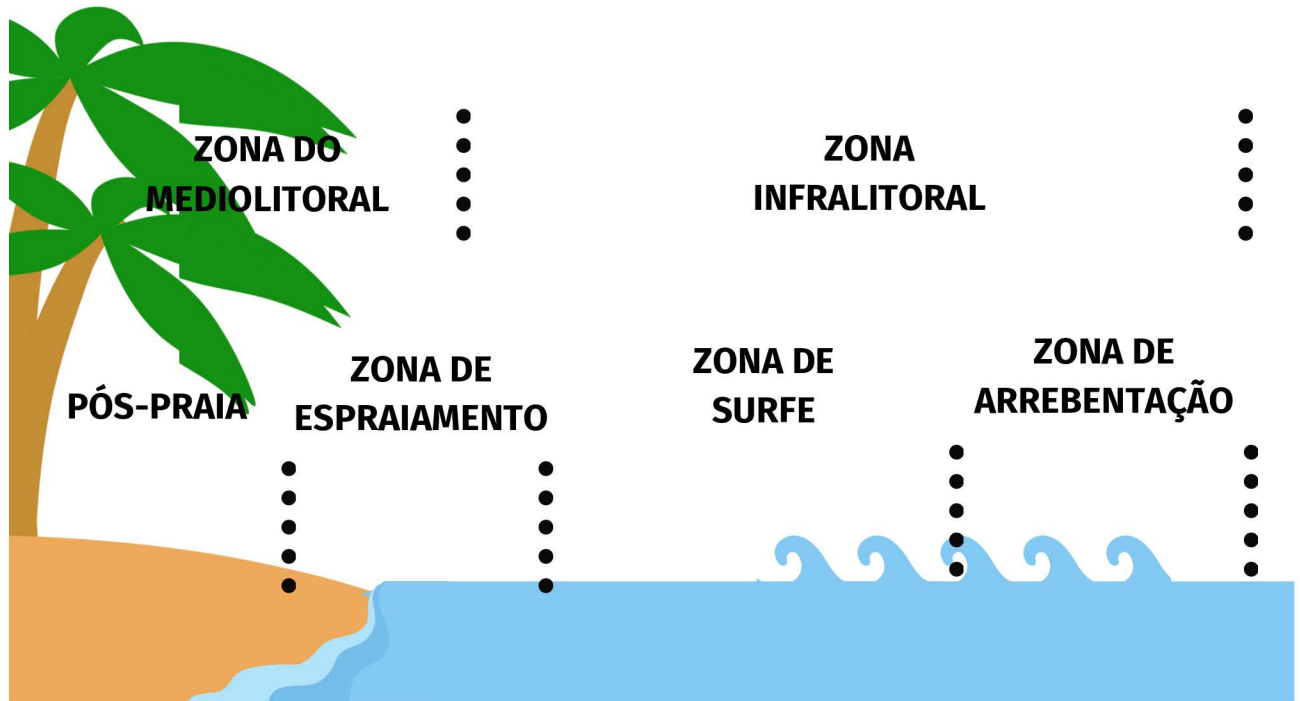 ZONA DO
MEDIOLITORAL
ZONA
INFRALITORAL
PÓS-PRAIA
ZONA DE
ESPRAIAMENTO
ZONA DE
SURFE
ZONA DE
ARREBENTAÇÃO